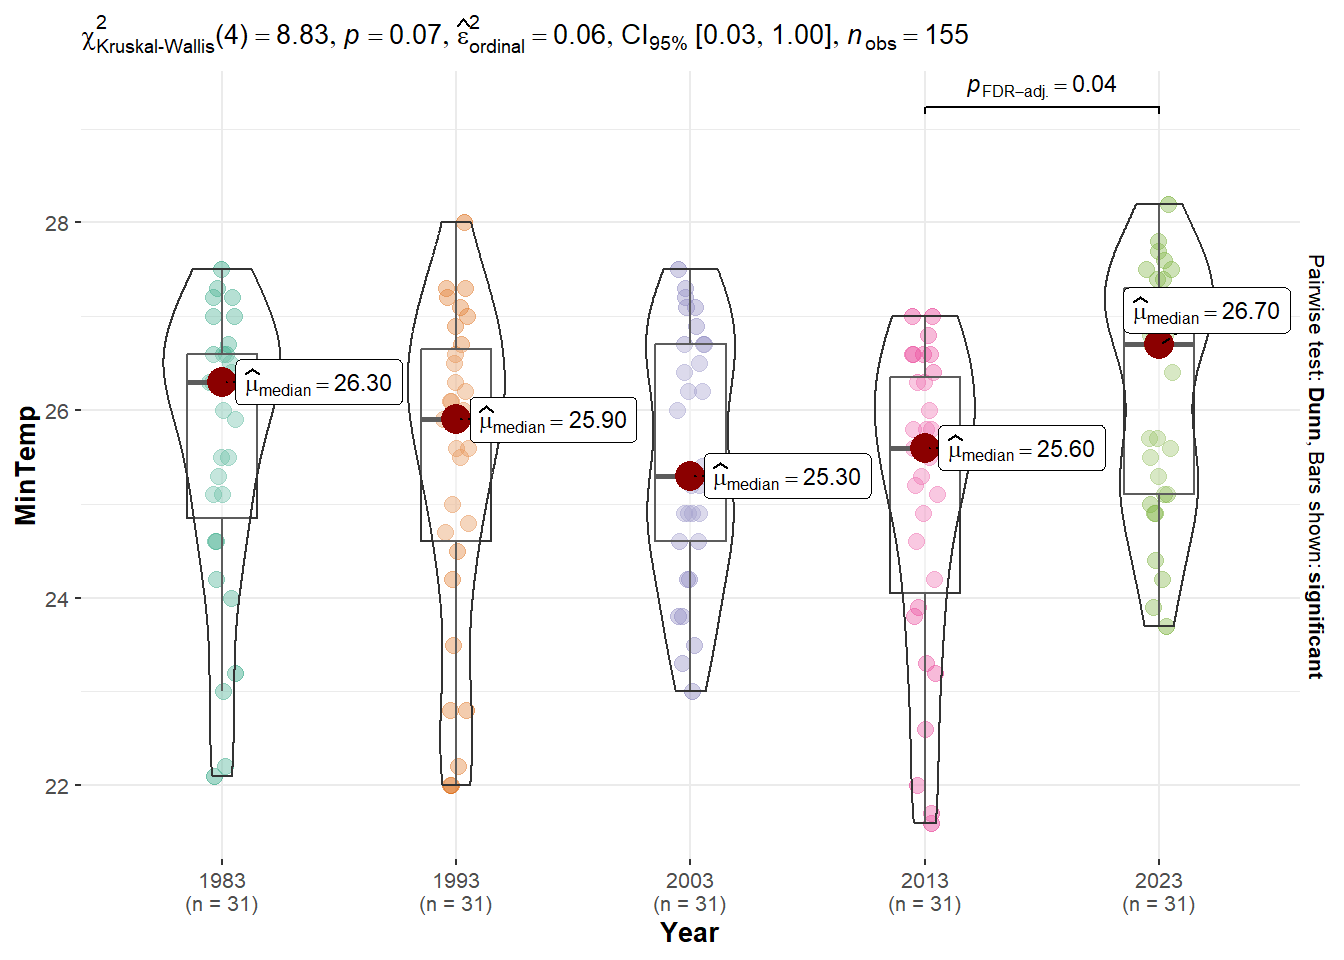 χ²Kruskal-Wallis(4) = 8.83, p = 0.07, ε̂²ordinal = 0.06, CI95% [0.03, 1.00], nobs = 155
pFDR−adj. = 0.04
28
26
24
22
MinTemp
μ̂median = 26.30
μ̂median = 25.90
μ̂median = 25.30
μ̂median = 25.60
μ̂median = 26.70
Pairwise test: Dunn, Bars shown: significant
1983
(n = 31)
1993
(n = 31)
2003
(n = 31)
2013
(n = 31)
2023
(n = 31)
Year